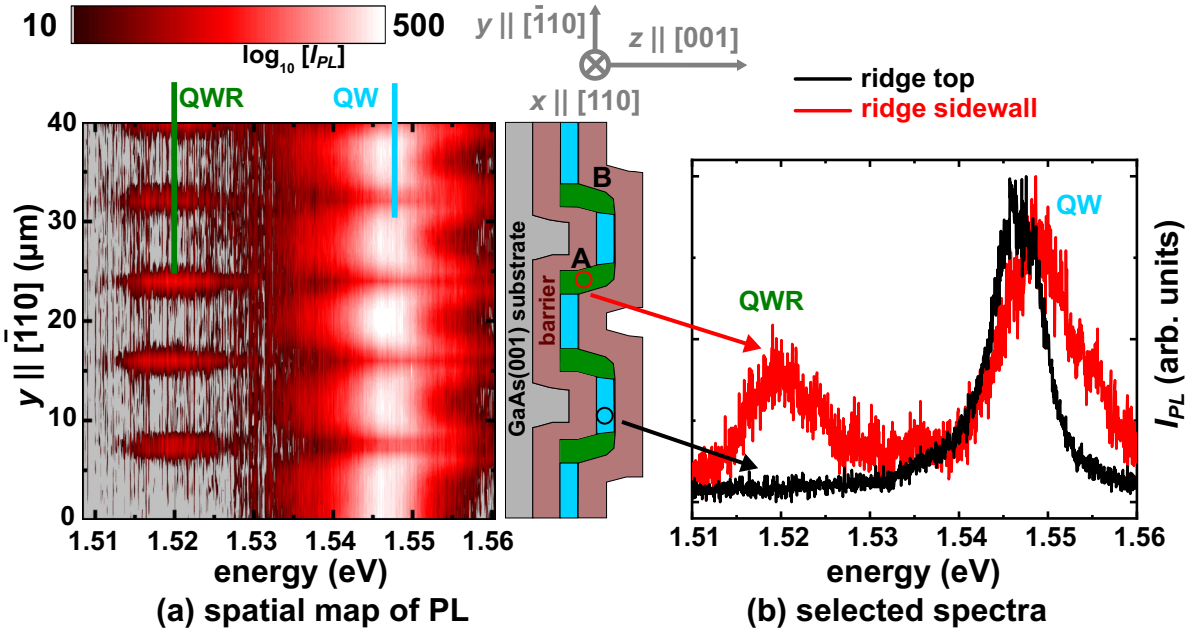 10
500
log₁₀ [I_PL]
y || [1̄10]
z || [001]
x || [110]
QWR
QW
ridge top
ridge sidewall
40
30
20
10
0
y || [1̄10] (µm)
1.51 1.52 1.53 1.54 1.55 1.56
energy (eV)
(a) spatial map of PL
GaAs(001) substrate
barrier
B
A
QWR
QW
I_PL (arb. units)
1.51 1.52 1.53 1.54 1.55 1.56
energy (eV)
(b) selected spectra